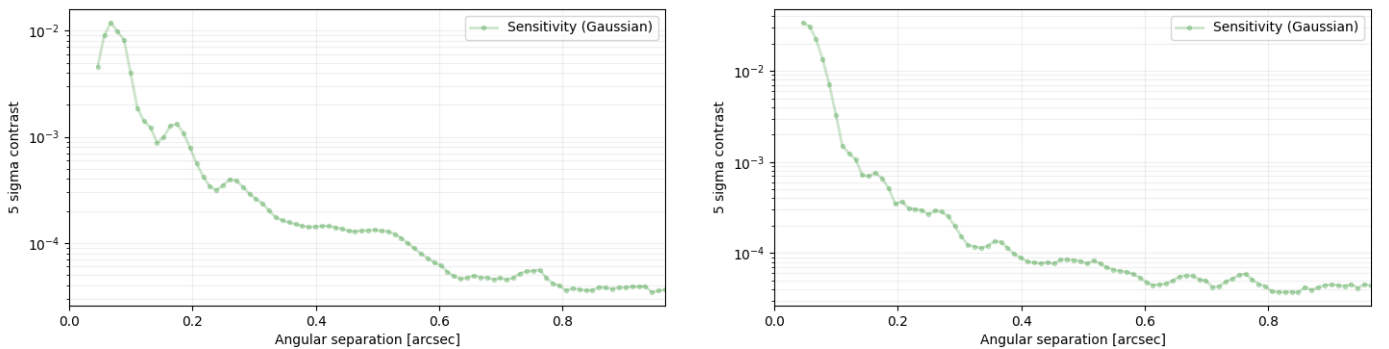 Sensitivity (Gaussian)
10⁻²
10⁻³
10⁻⁴
5 sigma contrast
0.0 0.2 0.4 0.6 0.8
Angular separation [arcsec]
Sensitivity (Gaussian)
10⁻²
10⁻³
10⁻⁴
5 sigma contrast
0.0 0.2 0.4 0.6 0.8
Angular separation [arcsec]